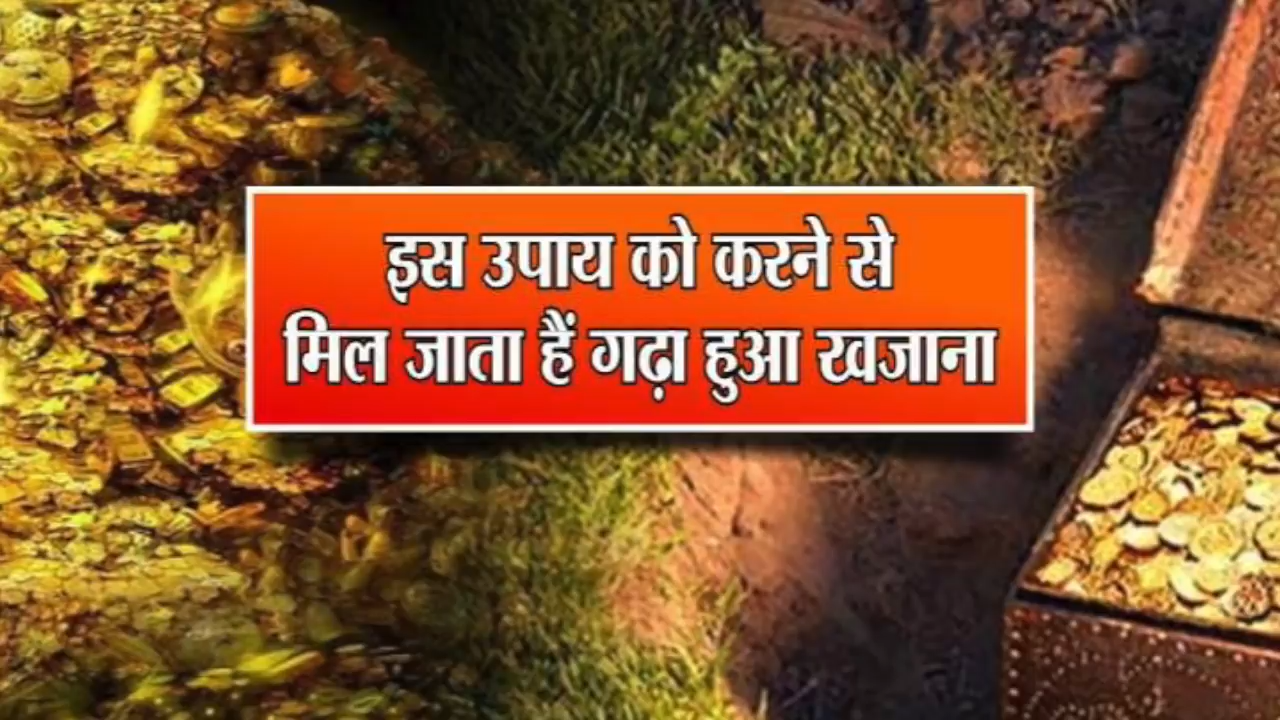 इस उपाय को करने से
मिल जाता हैं गढ़ा हुआ खजाना